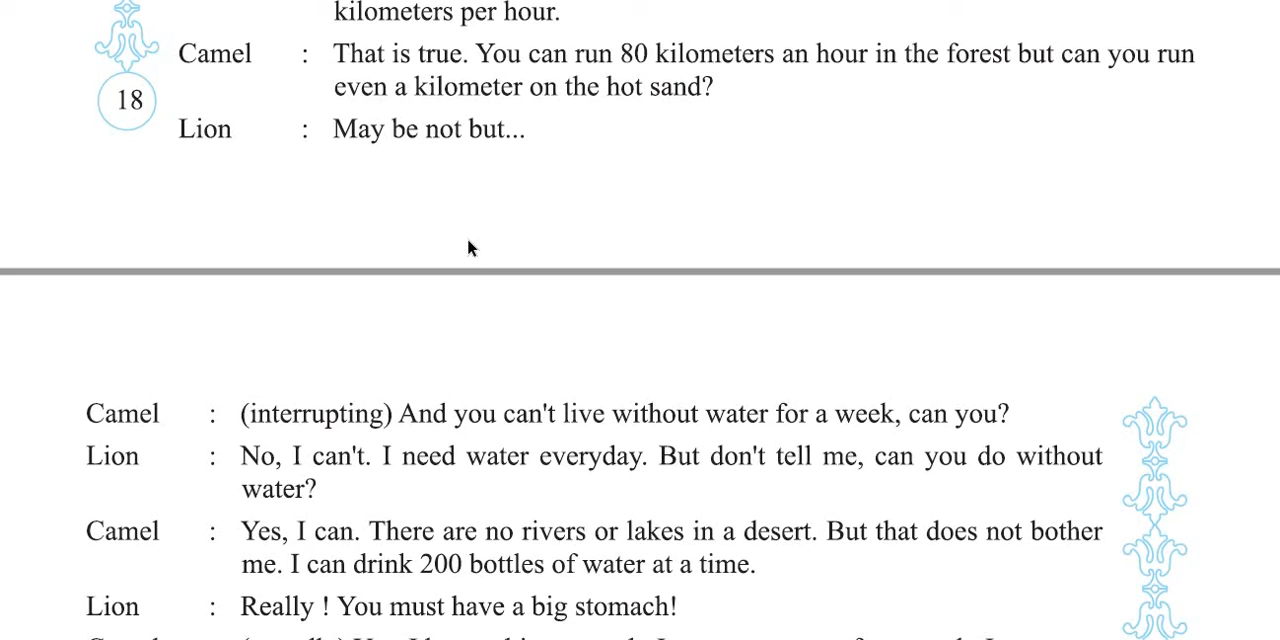 kilometers per hour.
Camel : That is true. You can run 80 kilometers an hour in the forest but can you run
even a kilometer on the hot sand?
18
Lion : May be not but...
Camel : (interrupting) And you can't live without water for a week, can you?
Lion : No, I can't. I need water everyday. But don't tell me, can you do without
water?
Camel : Yes, I can. There are no rivers or lakes in a desert. But that does not bother
me. I can drink 200 bottles of water at a time.
Lion : Really ! You must have a big stomach!